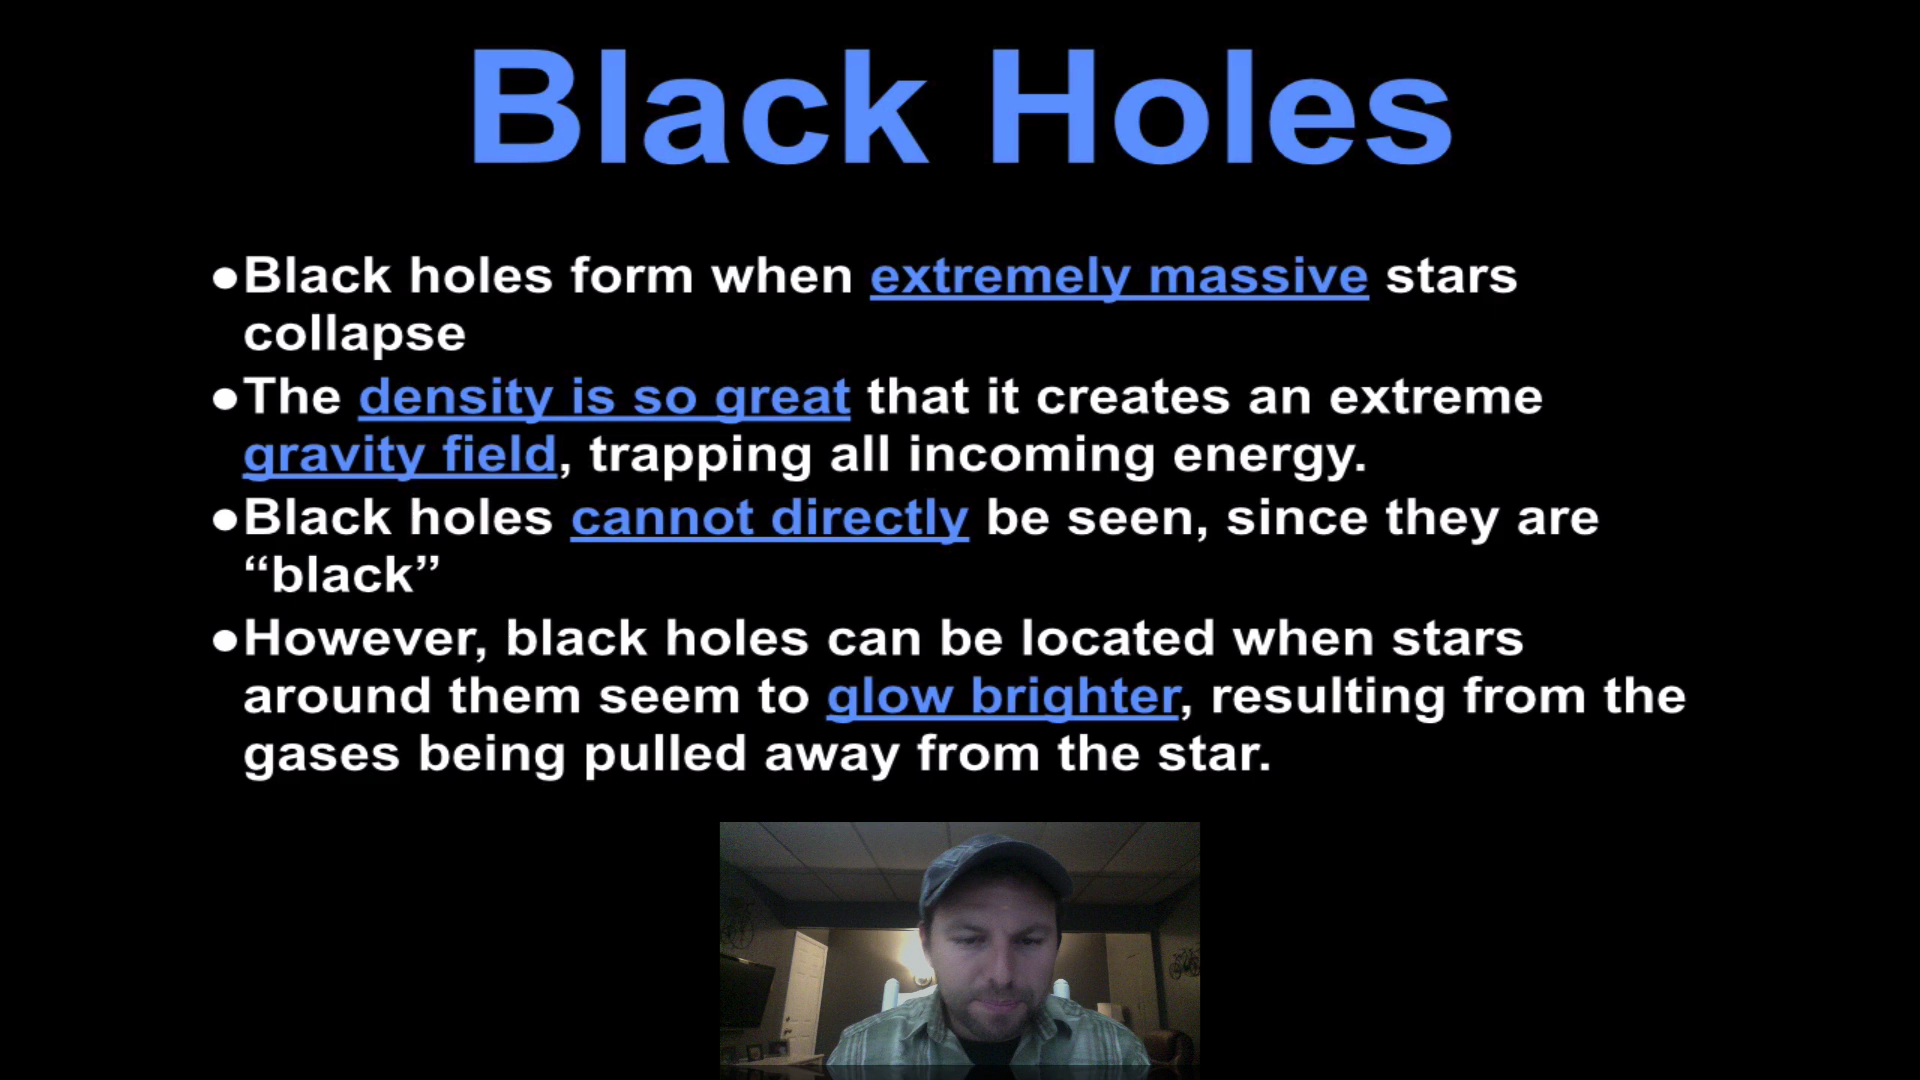 Black Holes
●Black holes form when extremely massive stars
collapse
●The density is so great that it creates an extreme
gravity field, trapping all incoming energy.
●Black holes cannot directly be seen, since they are
“black”
●However, black holes can be located when stars
around them seem to glow brighter, resulting from the
gases being pulled away from the star.